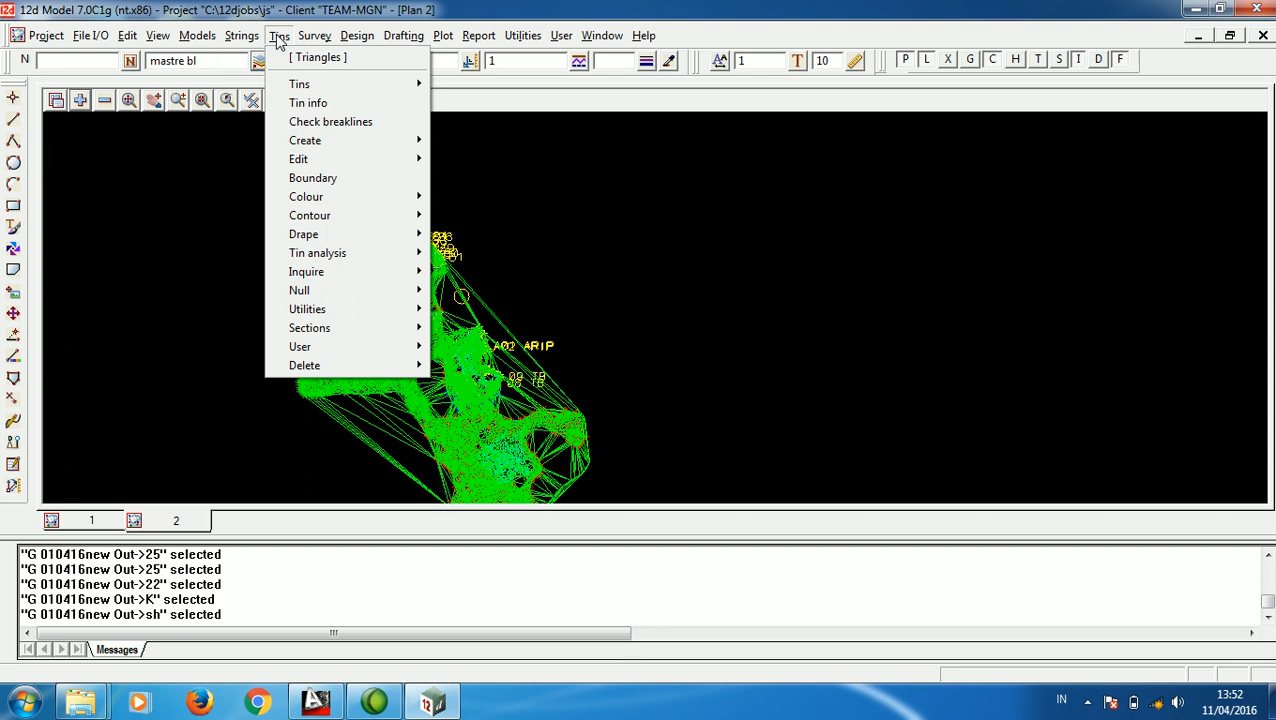 12d Model 7.0C1g (nt.x86) - Project "C:\12djobs\js" - Client "TEAM-MGN" - [Plan 2]
Project File I/O Edit View Models Strings Tins Survey Design Drafting Plot Report Utilities User Window Help
N mastre bl 1 1 10 P L X G C H T S I D F
[ Triangles ]
Tins
Tin info
Check breaklines
Create
Edit
Boundary
Colour
Contour
Drape
Tin analysis
Inquire
Null
Utilities
Sections
User
Delete
1 2
"G 010416new Out->25" selected
"G 010416new Out->25" selected
"G 010416new Out->22" selected
"G 010416new Out->K" selected
"G 010416new Out->sh" selected
Messages
IN
13:52
11/04/2016